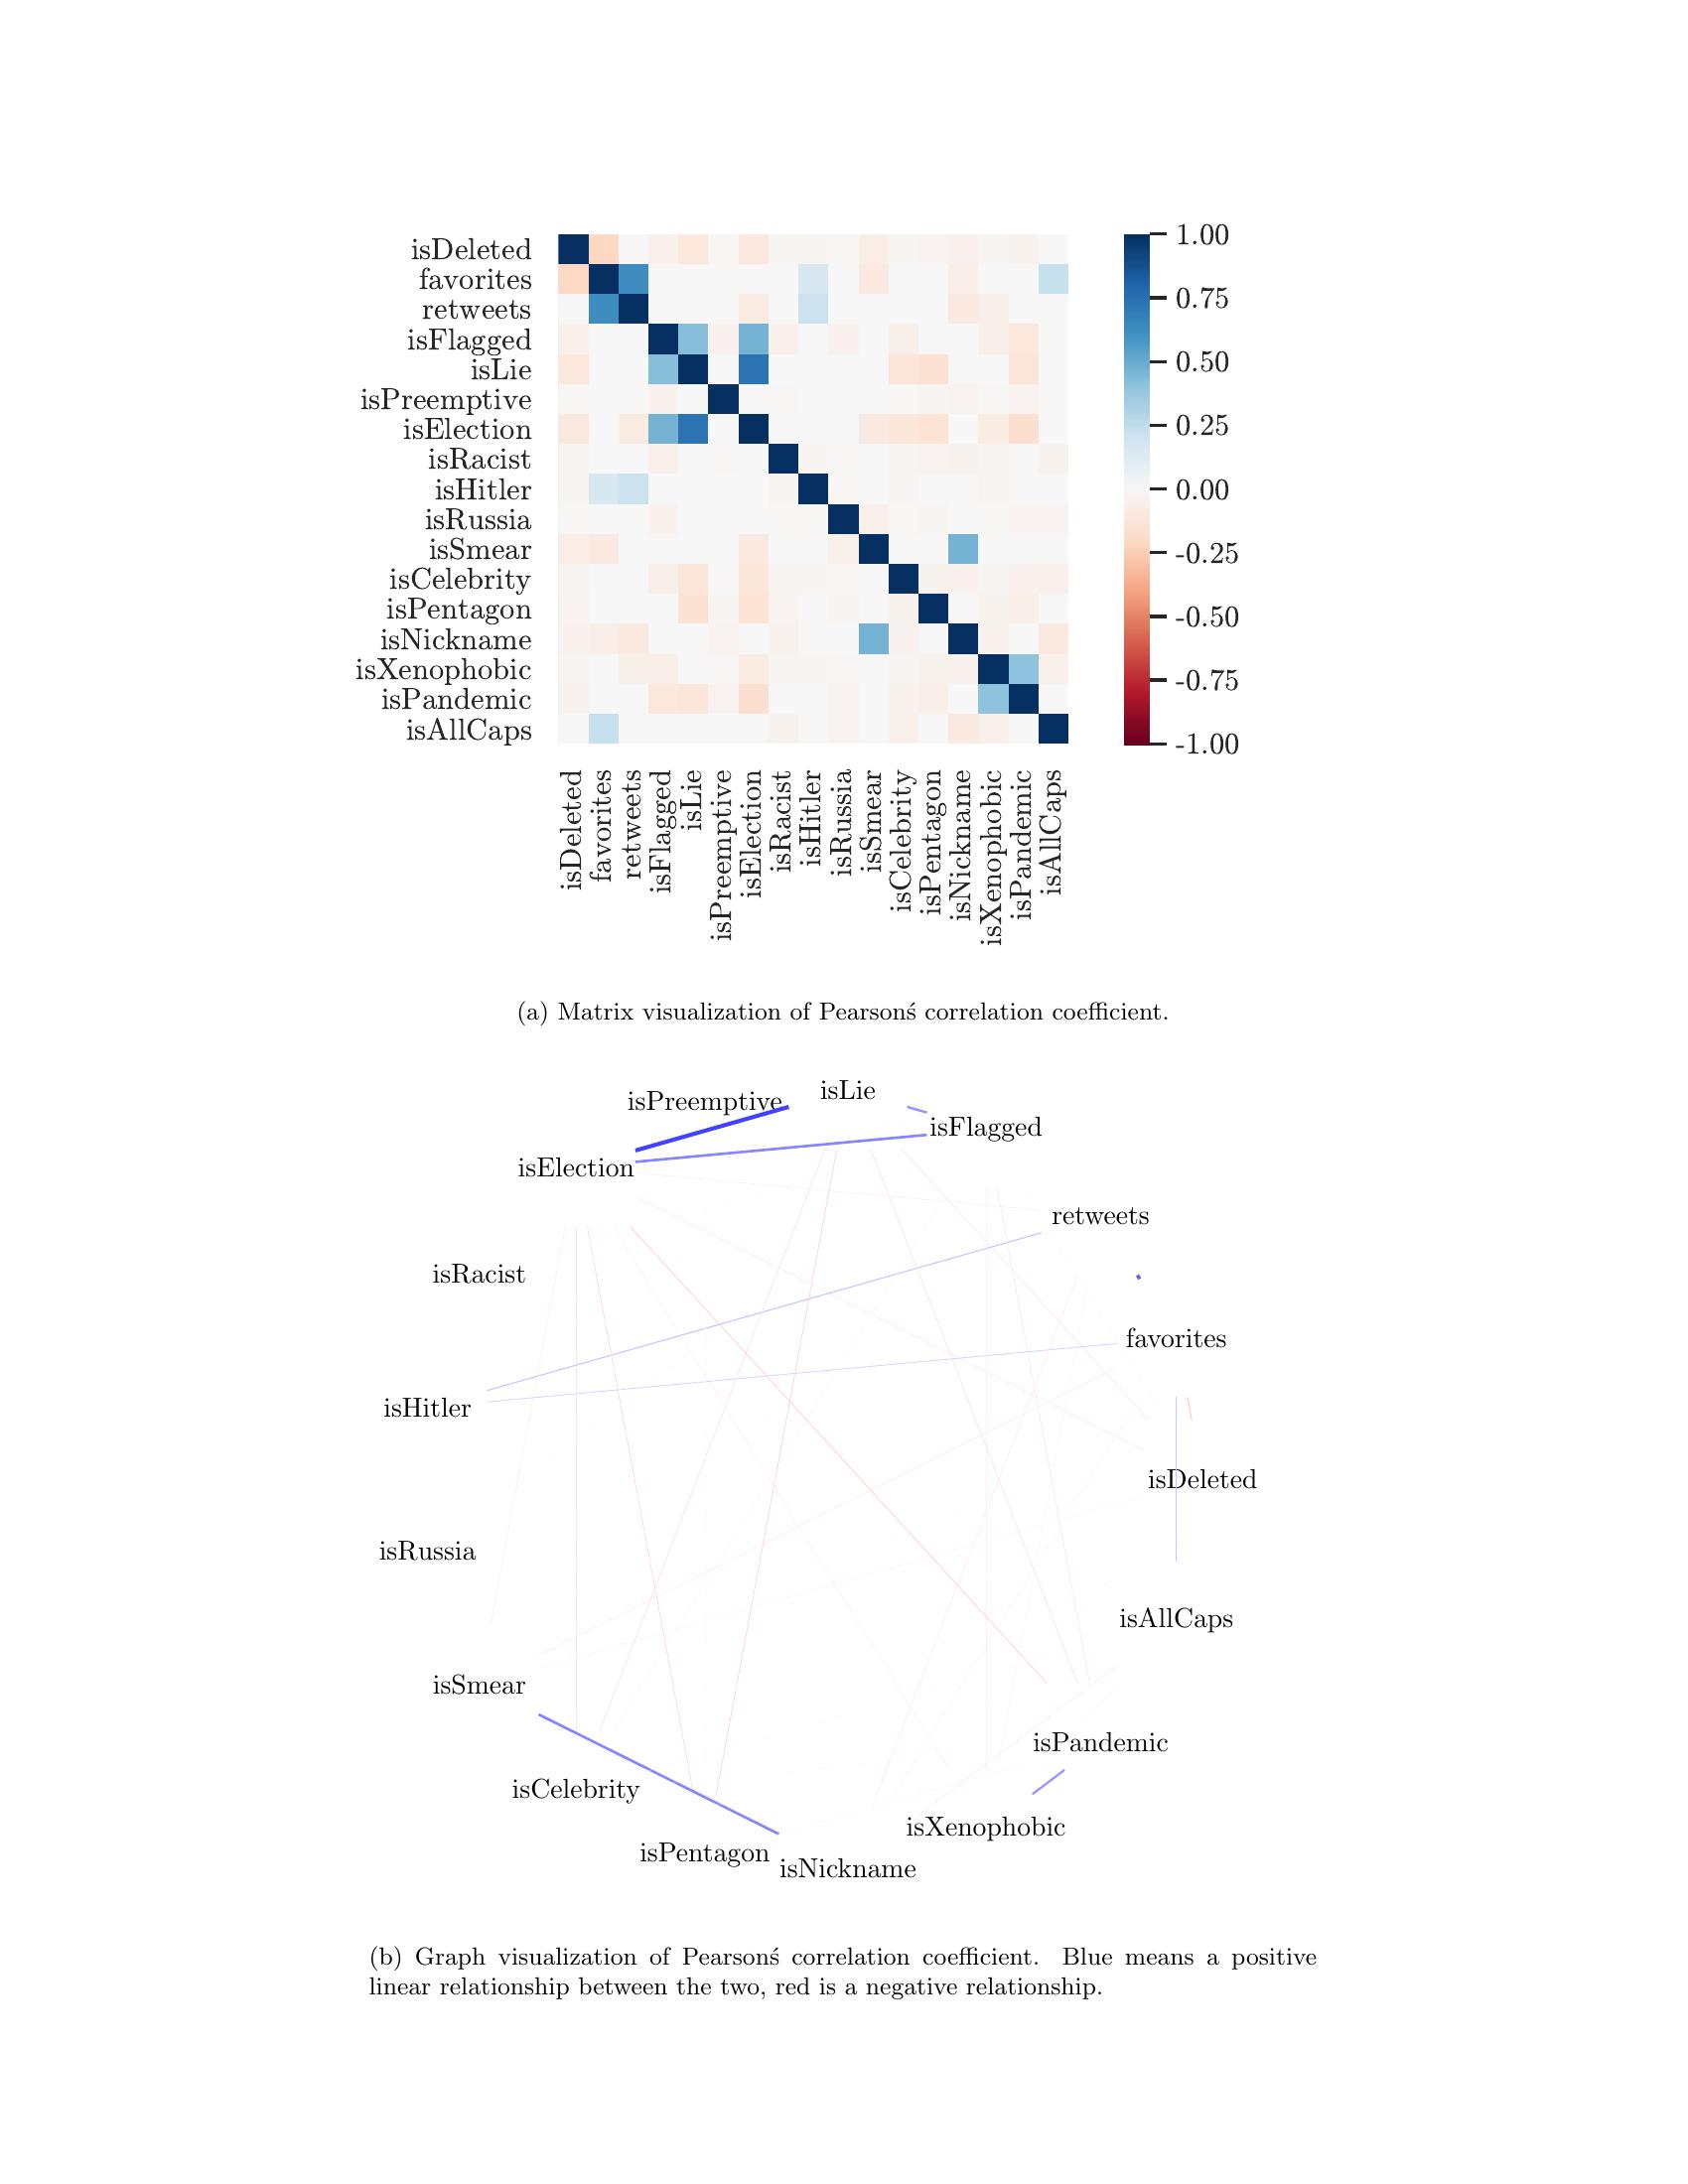 isDeleted
favorites
retweets
isFlagged
isLie
isPreemptive
isElection
isRacist
isHitler
isRussia
isSmear
isCelebrity
isPentagon
isNickname
isXenophobic
isPandemic
isAllCaps
1.00
0.75
0.50
0.25
0.00
-0.25
-0.50
-0.75
-1.00
isDeleted
favorites
retweets
isFlagged
isLie
isPreemptive
isElection
isRacist
isHitler
isRussia
isSmear
isCelebrity
isPentagon
isNickname
isXenophobic
isPandemic
isAllCaps
(a) Matrix visualization of Pearsonś correlation coefficient.
isLie
isPreemptive
isFlagged
isElection
retweets
isRacist
favorites
isHitler
isDeleted
isRussia
isAllCaps
isSmear
isPandemic
isCelebrity
isXenophobic
isPentagon
isNickname
(b) Graph visualization of Pearsonś correlation coefficient. Blue means a positive
linear relationship between the two, red is a negative relationship.